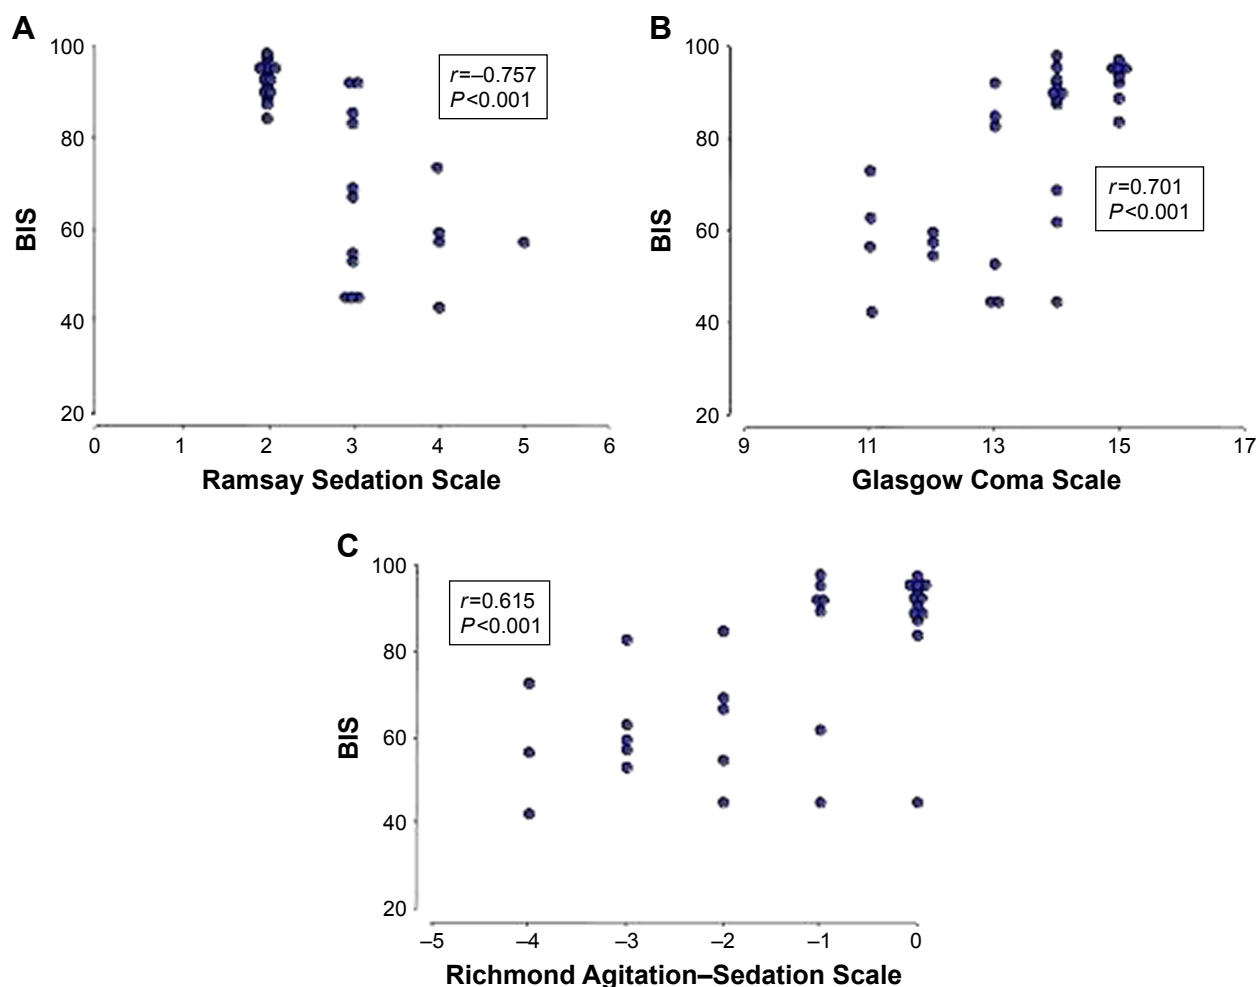 A
100
80
60
40
20
BIS
r=–0.757
P<0.001
0 1 2 3 4 5 6
Ramsay Sedation Scale
B
100
80
60
40
20
BIS
r=0.701
P<0.001
9 11 13 15 17
Glasgow Coma Scale
C
100
80
60
40
20
BIS
r=0.615
P<0.001
–5 –4 –3 –2 –1 0
Richmond Agitation–Sedation Scale